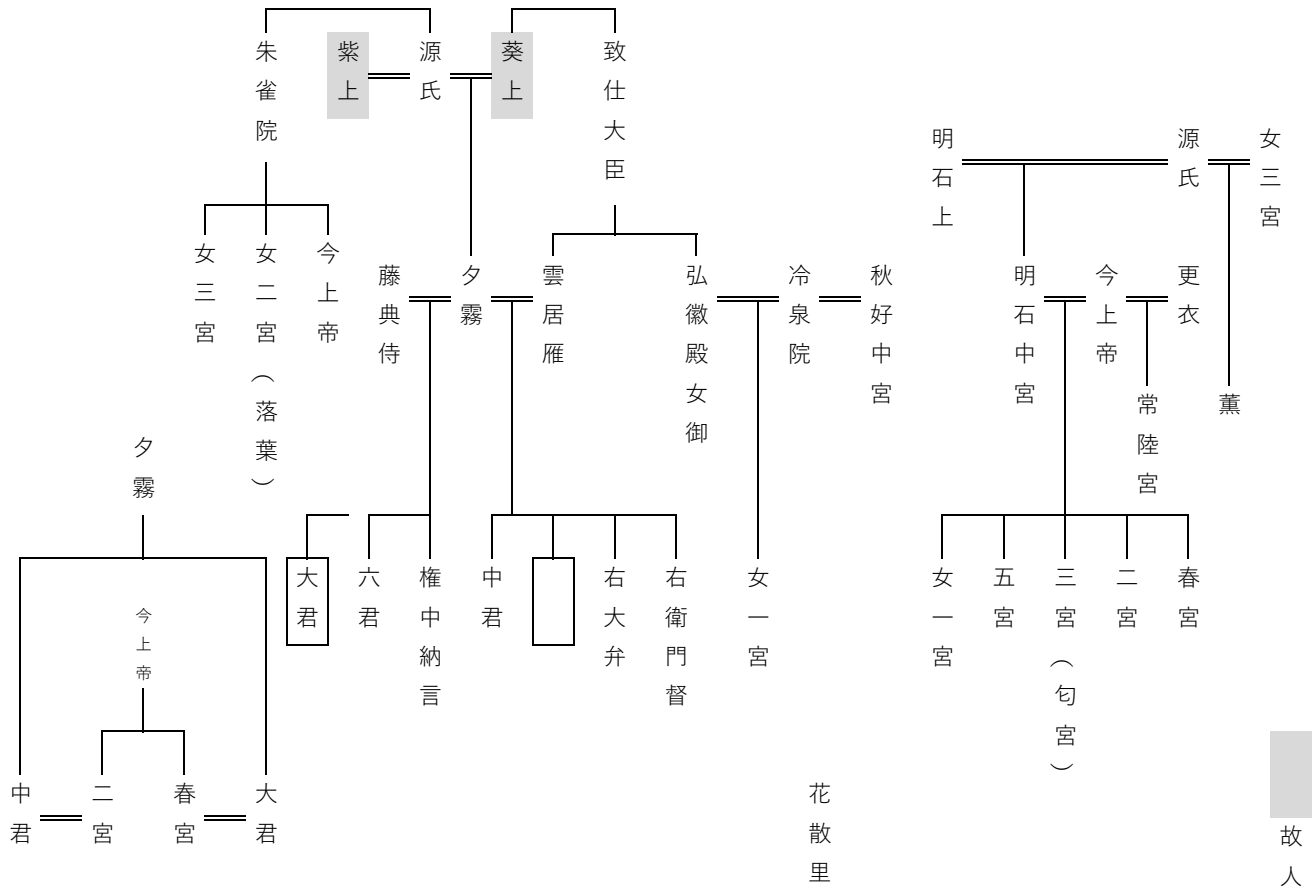 朱雀院
紫上
源氏
葵上
致仕大臣
明石上
源氏
女三宮
女三宮
女二宮（落葉）
今上帝
藤典侍
夕霧
雲居雁
弘徽殿女御
冷泉院
秋好中宮
明石中宮
今上帝
更衣
常陸宮
薫
夕霧
大君
六君
権中納言
中君
右大弁
右衛門督
女一宮
女一宮
五宮
三宮（匂宮）
二宮
春宮
今上帝
中君
二宮
春宮
大君
花散里
故人